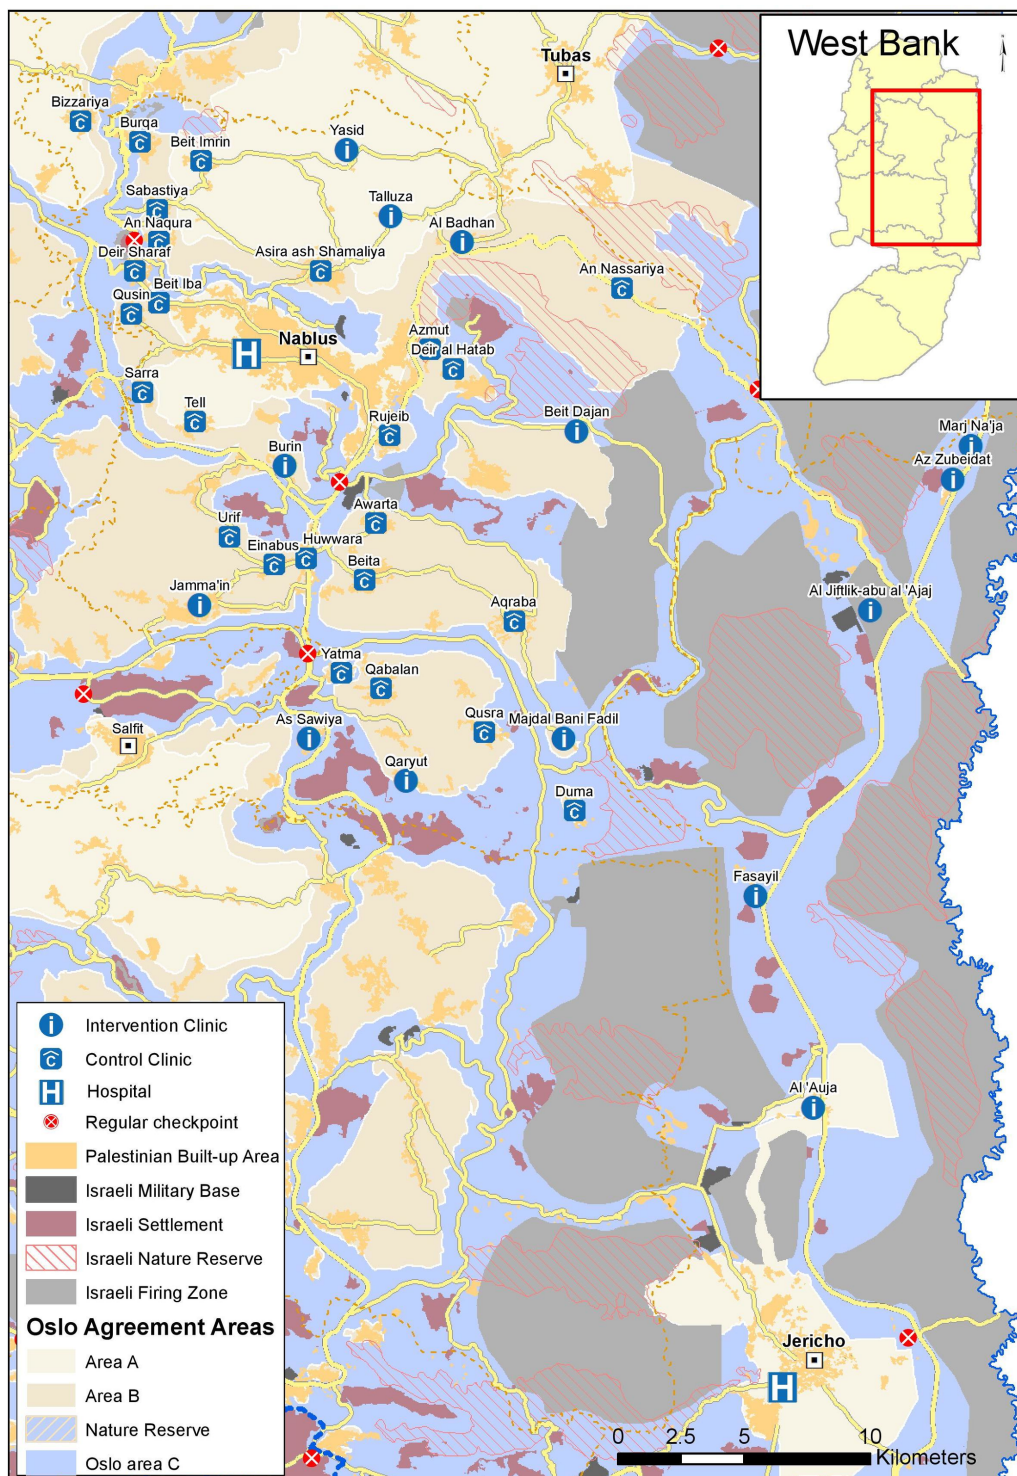 West Bank
Tubas
Bizzariya
Burqa
Beit Imrin
Yasid
Sabastiya
Talluza
An Naqura
Al Badhan
Deir Sharaf
Asira ash Shamaliya
An Nassariya
Qusin
Beit Iba
Nablus
Azmut
Deir al Hatab
Sarra
Tell
Rujeib
Beit Dajan
Marj Na'ja
Burin
Az Zubeidat
Awarta
Urif
Huwwara
Einabus
Beita
Jamma'in
Al Jiftlik-abu al 'Ajaj
Aqraba
Yatma
Qabalan
Salfit
As Sawiya
Qusra
Majdal Bani Fadil
Qaryut
Duma
Fasayil
Al 'Auja
Jericho
Intervention Clinic
Control Clinic
Hospital
Regular checkpoint
Palestinian Built-up Area
Israeli Military Base
Israeli Settlement
Israeli Nature Reserve
Israeli Firing Zone
Oslo Agreement Areas
Area A
Area B
Nature Reserve
Oslo area C
0 2.5 5 10
Kilometers